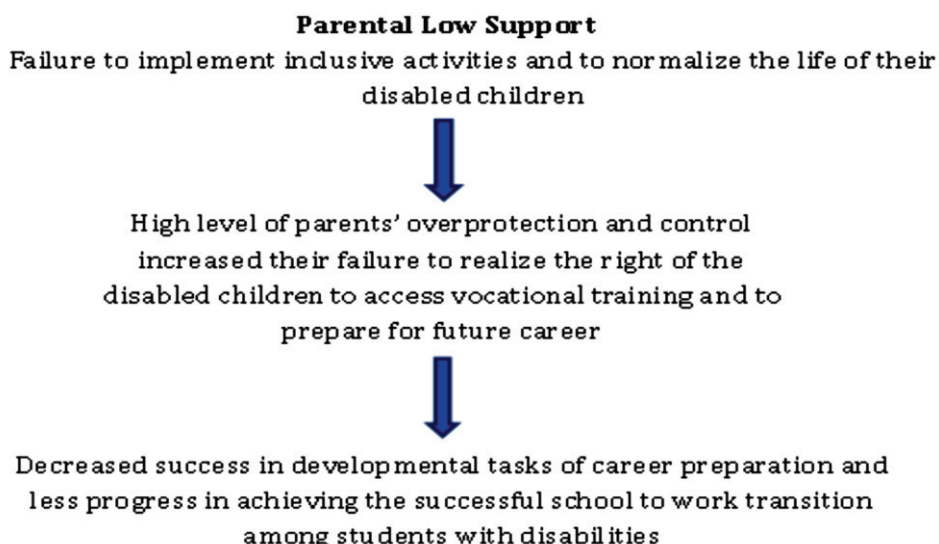 Parental Low Support
Failure to implement inclusive activities and to normalize the life of their
disabled children
High level of parents' overprotection and control
increased their failure to realize the right of the
disabled children to access vocational training and to
prepare for future career
Decreased success in developmental tasks of career preparation and
less progress in achieving the successful school to work transition
among students with disabilities